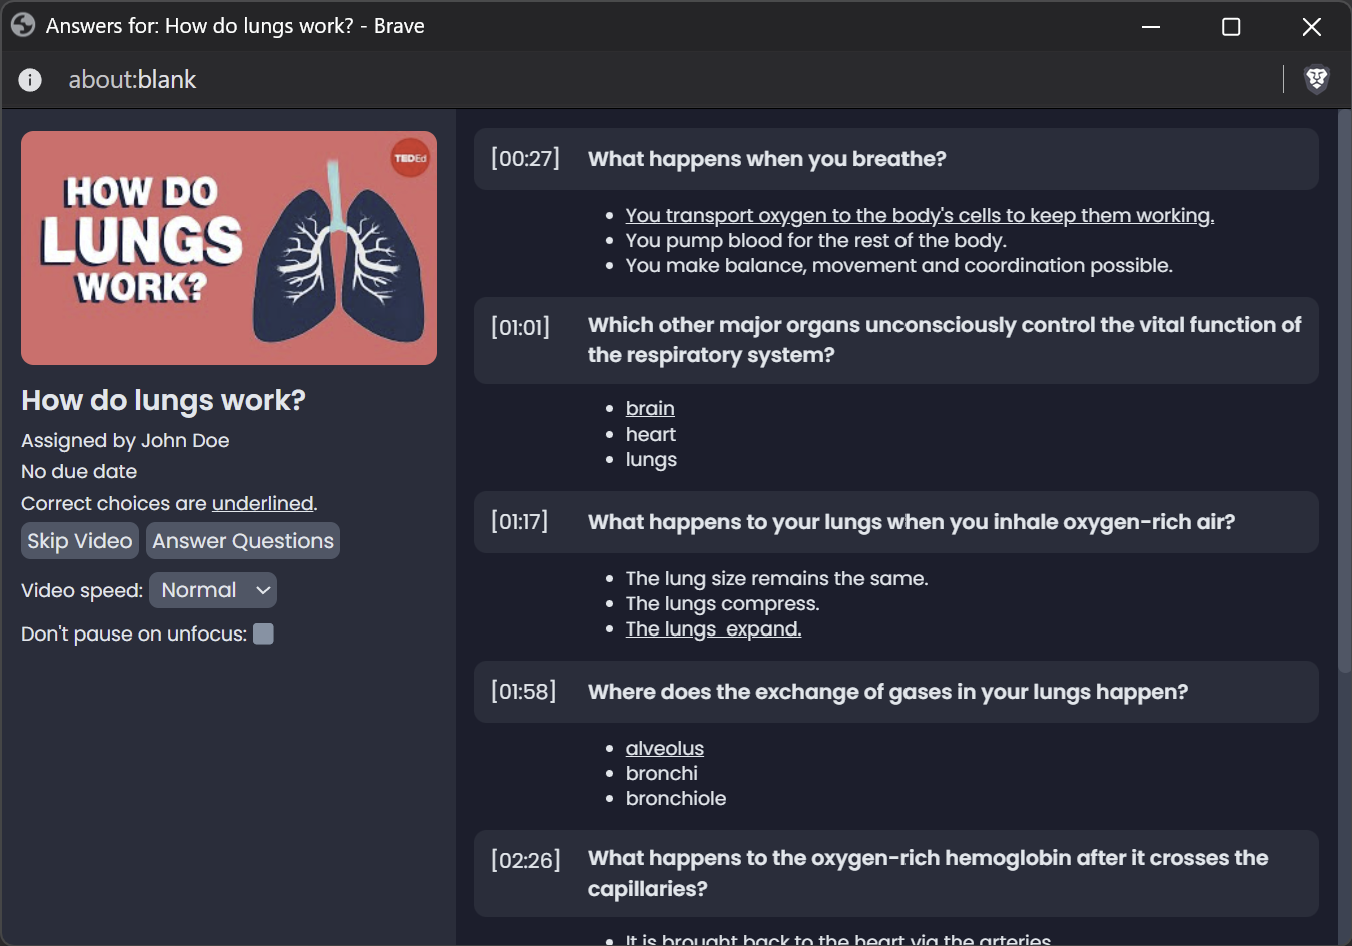 Answers for: How do lungs work? - Brave
about:blank
TEDEd
HOW DO
LUNGS
WORK?
How do lungs work?
Assigned by John Doe
No due date
Correct choices are underlined.
Skip Video
Answer Questions
Video speed: Normal
Don't pause on unfocus:
[00:27] What happens when you breathe?
You transport oxygen to the body's cells to keep them working.
You pump blood for the rest of the body.
You make balance, movement and coordination possible.
[01:01] Which other major organs unconsciously control the vital function of
the respiratory system?
brain
heart
lungs
[01:17] What happens to your lungs when you inhale oxygen-rich air?
The lung size remains the same.
The lungs compress.
The lungs  expand.
[01:58] Where does the exchange of gases in your lungs happen?
alveolus
bronchi
bronchiole
[02:26] What happens to the oxygen-rich hemoglobin after it crosses the
capillaries?
It is brought back to the heart via the arteries